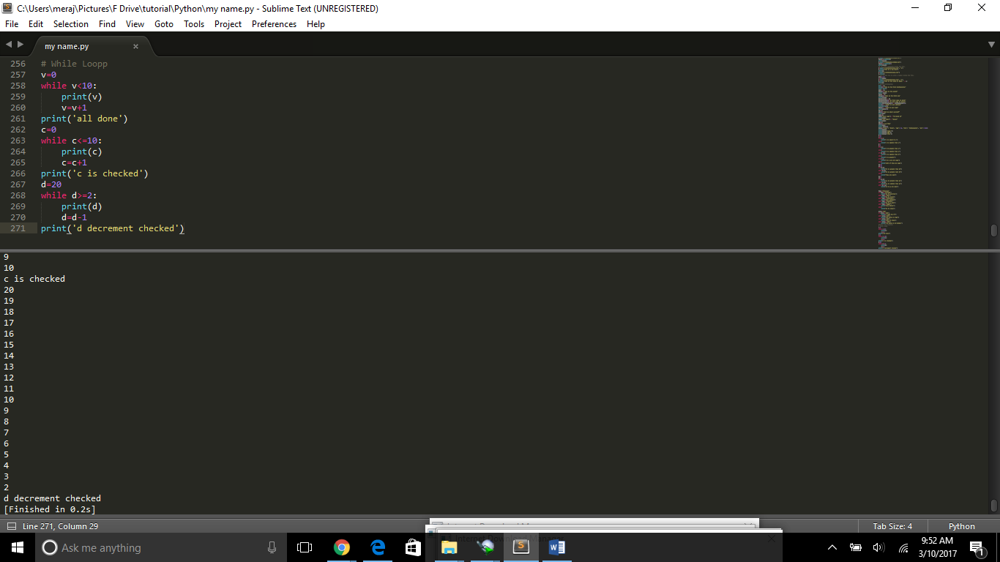 C:\Users\meraj\Pictures\F Drive\tutorial\Python\my name.py - Sublime Text (UNREGISTERED)
File Edit Selection Find View Goto Tools Project Preferences Help
my name.py
256 # While Loopp
257 v=0
258 while v<10:
259 print(v)
260 v=v+1
261 print('all done')
262 c=0
263 while c<=10:
264 print(c)
265 c=c+1
266 print('c is checked')
267 d=20
268 while d>=2:
269 print(d)
270 d=d-1
271 print('d decrement checked')
9
10
c is checked
20
19
18
17
16
15
14
13
12
11
10
9
8
7
6
5
4
3
2
d decrement checked
[Finished in 0.2s]
Line 271, Column 29 Tab Size: 4 Python
Ask me anything
9:52 AM
3/10/2017
1